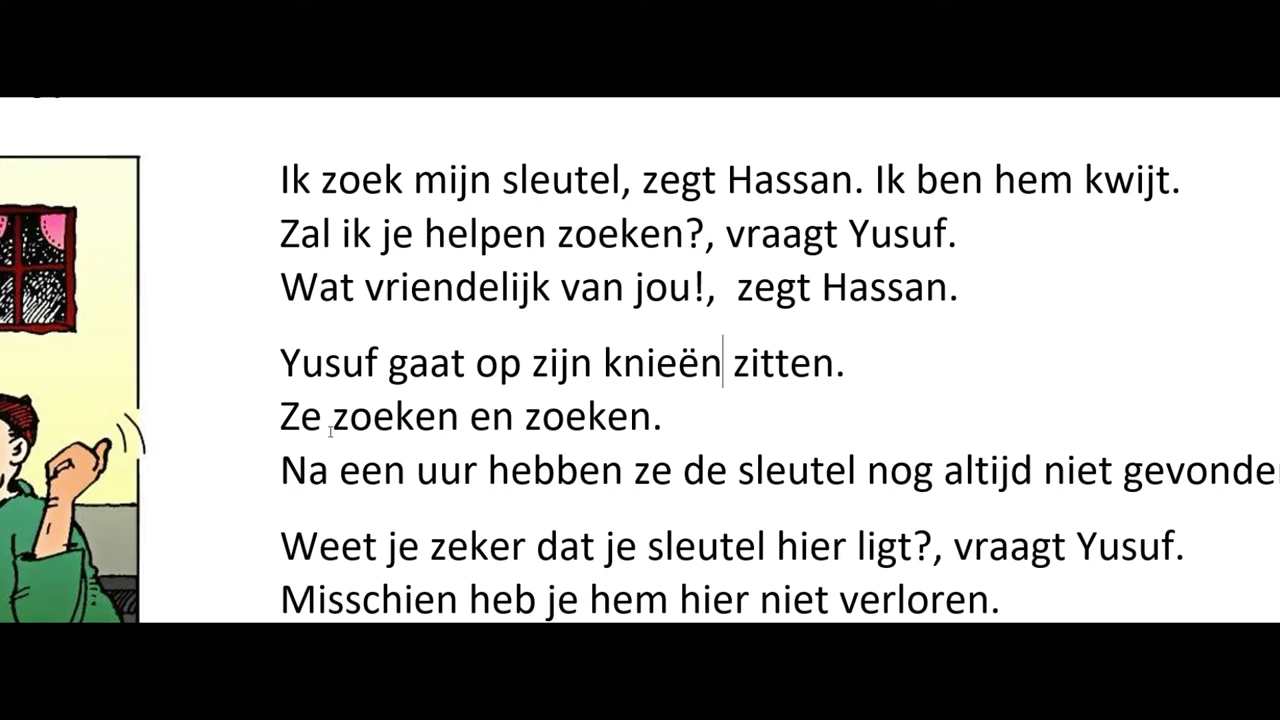 Ik zoek mijn sleutel, zegt Hassan. Ik ben hem kwijt.
Zal ik je helpen zoeken?, vraagt Yusuf.
Wat vriendelijk van jou!,  zegt Hassan.
Yusuf gaat op zijn knieën zitten.
Ze zoeken en zoeken.
Na een uur hebben ze de sleutel nog altijd niet
Weet je zeker dat je sleutel hier ligt?, vraagt Yusuf.
Misschien heb je hem hier niet verloren.